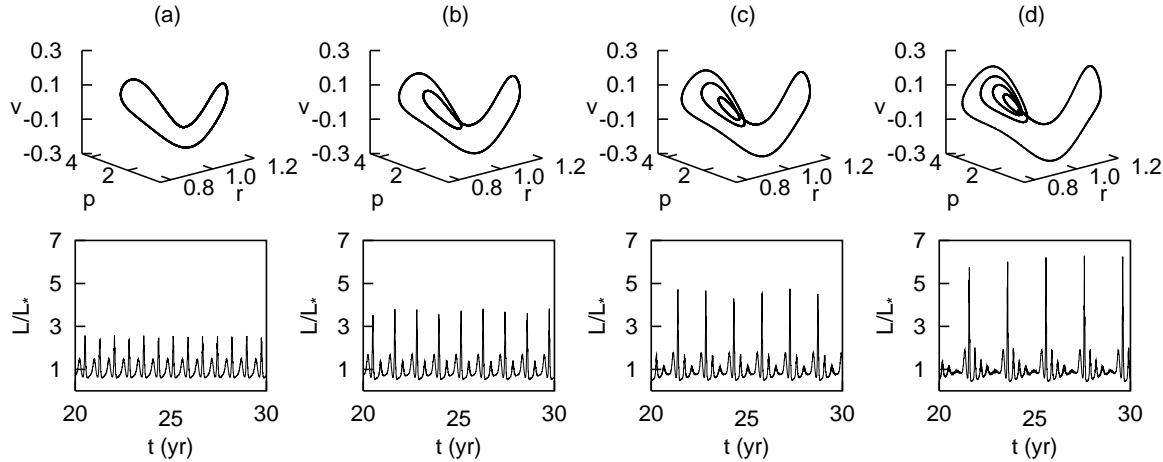 (a) (b) (c) (d)
0.3 0.3 0.3 0.3
0.1 0.1 0.1 0.1
v v v v
-0.1 -0.1 -0.1 -0.1
-0.3 -0.3 -0.3 -0.3
4 2 0.8 1.0 1.2 4 2 0.8 1.0 1.2 4 2 0.8 1.0 1.2 4 2 0.8 1.0 1.2
p r p r p r p r
7 7 7 7
5 5 5 5
L/L* L/L* L/L* L/L*
3 3 3 3
1 1 1 1
20 25 30 20 25 30 20 25 30 20 25 30
t (yr) t (yr) t (yr) t (yr)